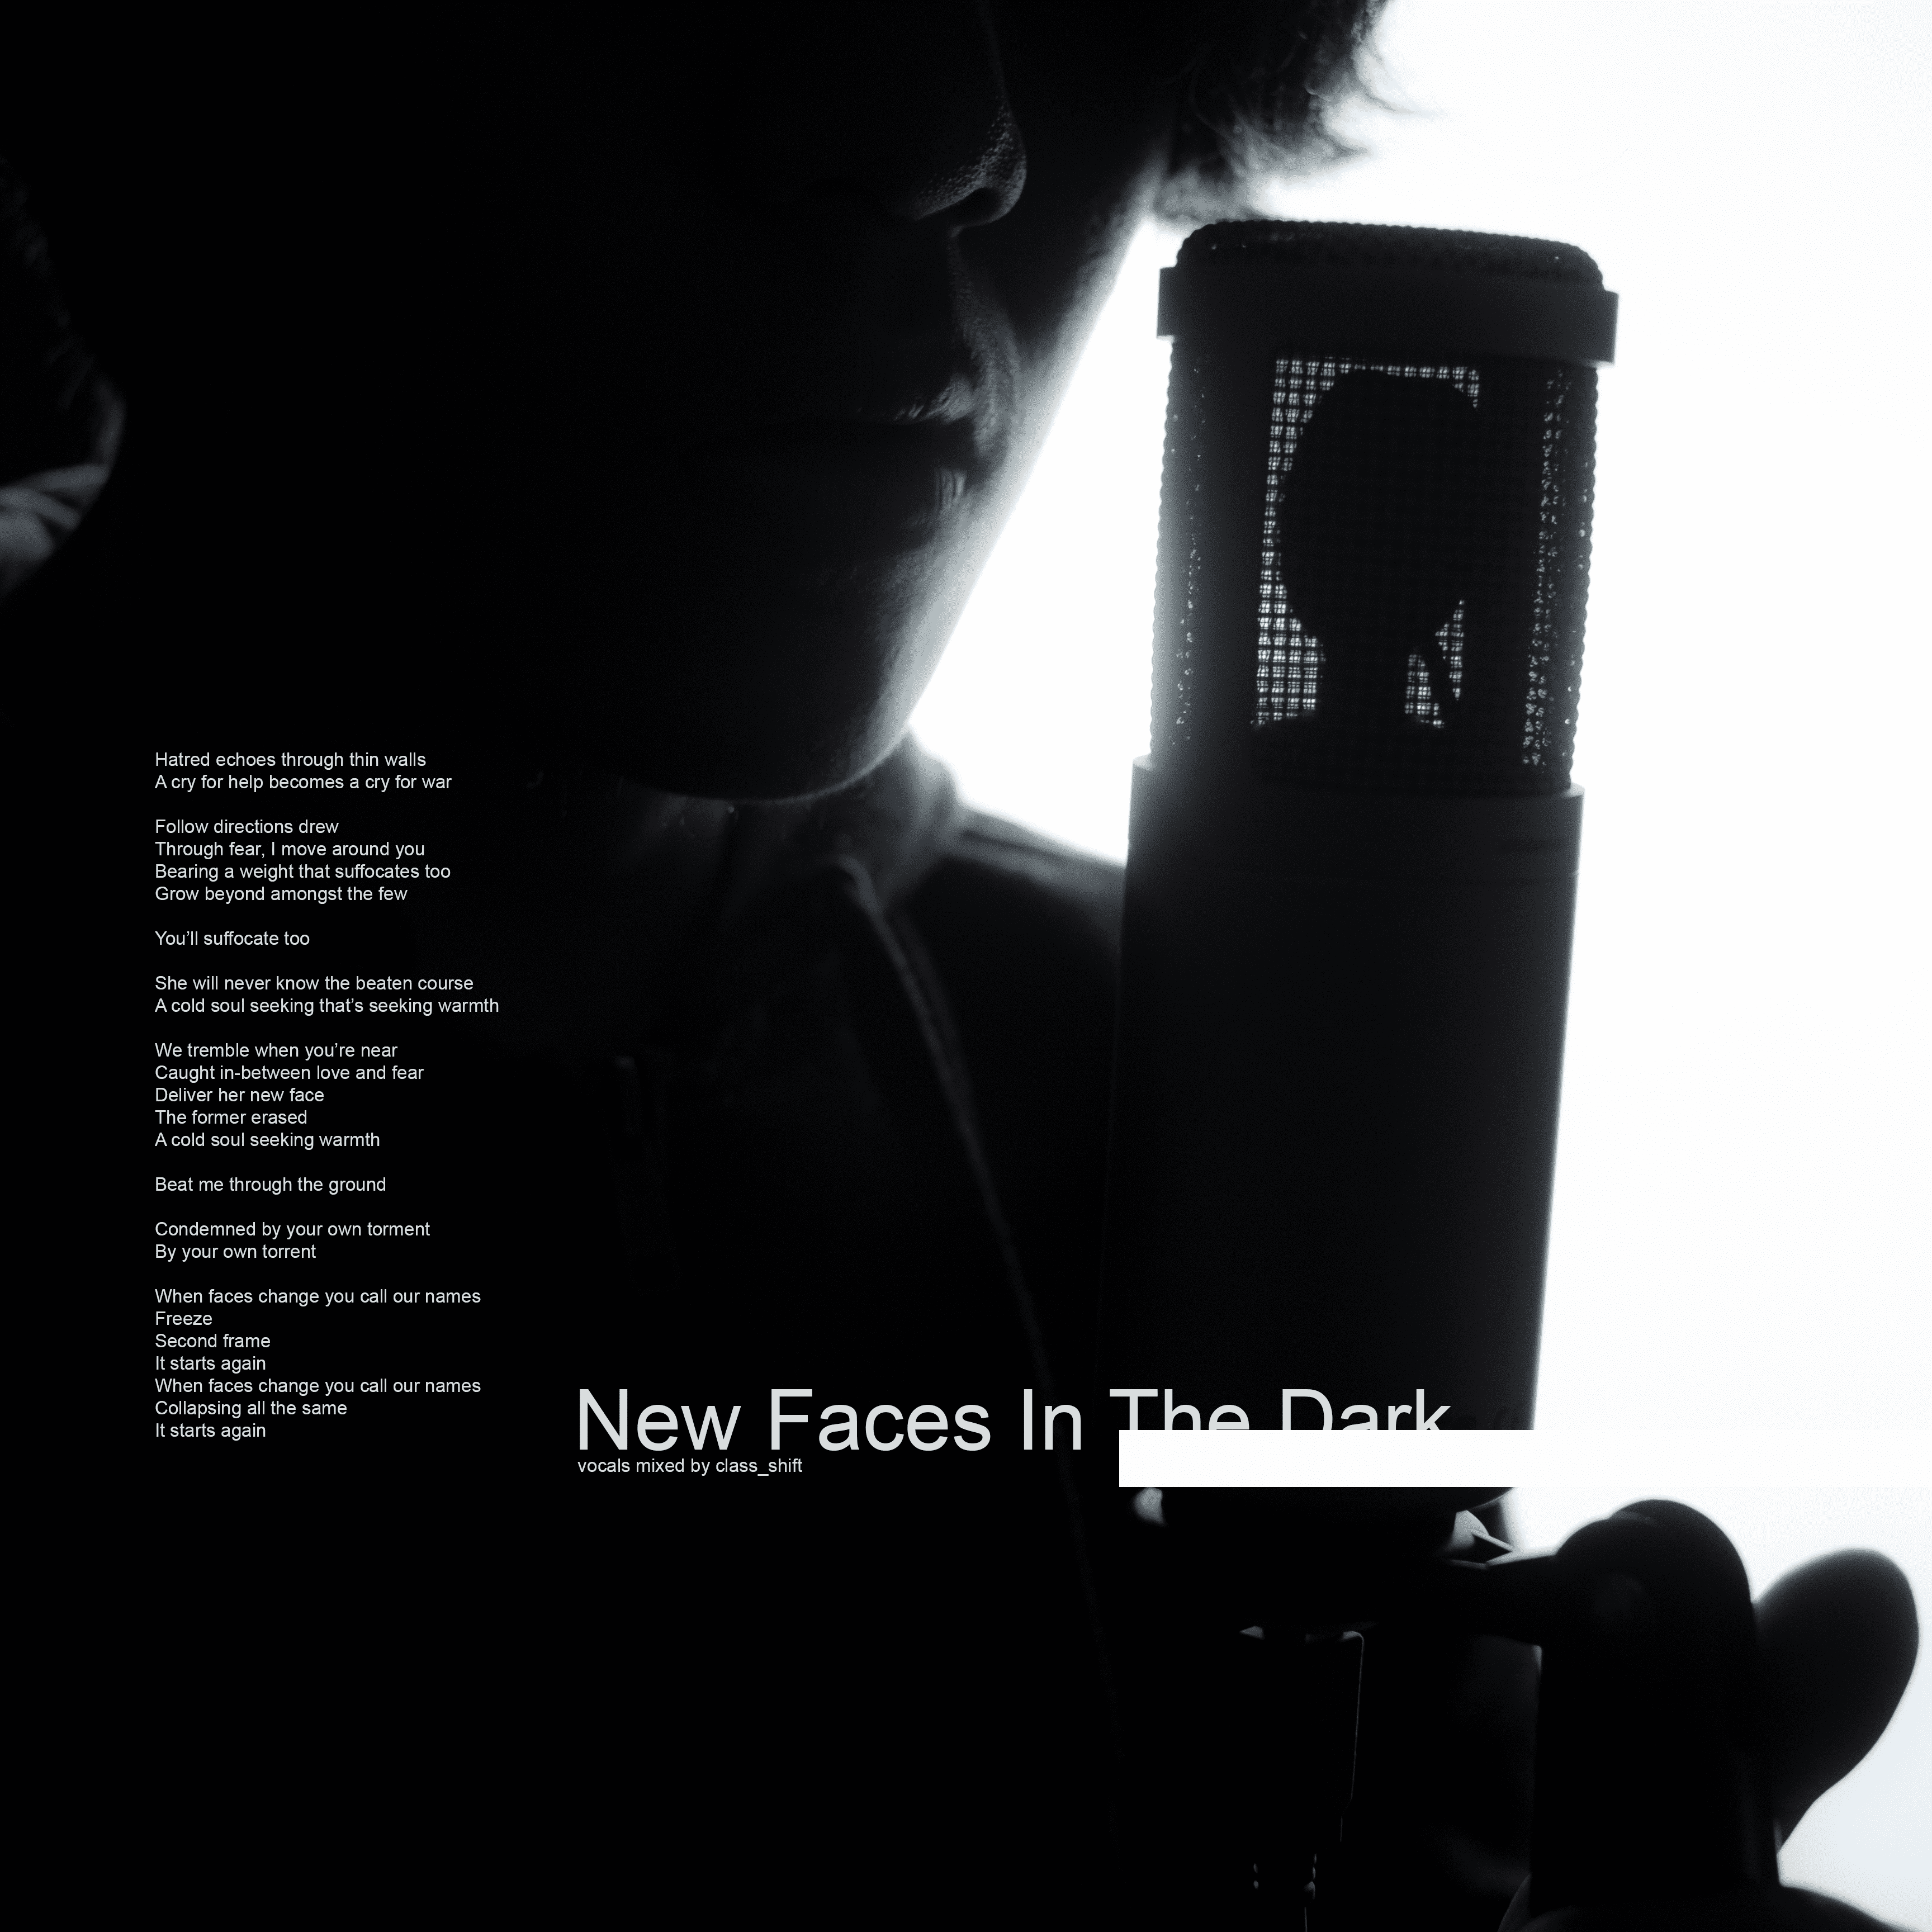 Hatred echoes through thin walls
A cry for help becomes a cry for war
Follow directions drew
Through fear, I move around you
Bearing a weight that suffocates too
Grow beyond amongst the few
You’ll suffocate too
She will never know the beaten course
A cold soul seeking that’s seeking warmth
We tremble when you’re near
Caught in-between love and fear
Deliver her new face
The former erased
A cold soul seeking warmth
Beat me through the ground
Condemned by your own torment
By your own torrent
When faces change you call our names
Freeze
Second frame
It starts again
When faces change you call our names
Collapsing all the same
It starts again
New Faces In The Dark
vocals mixed by class_shift